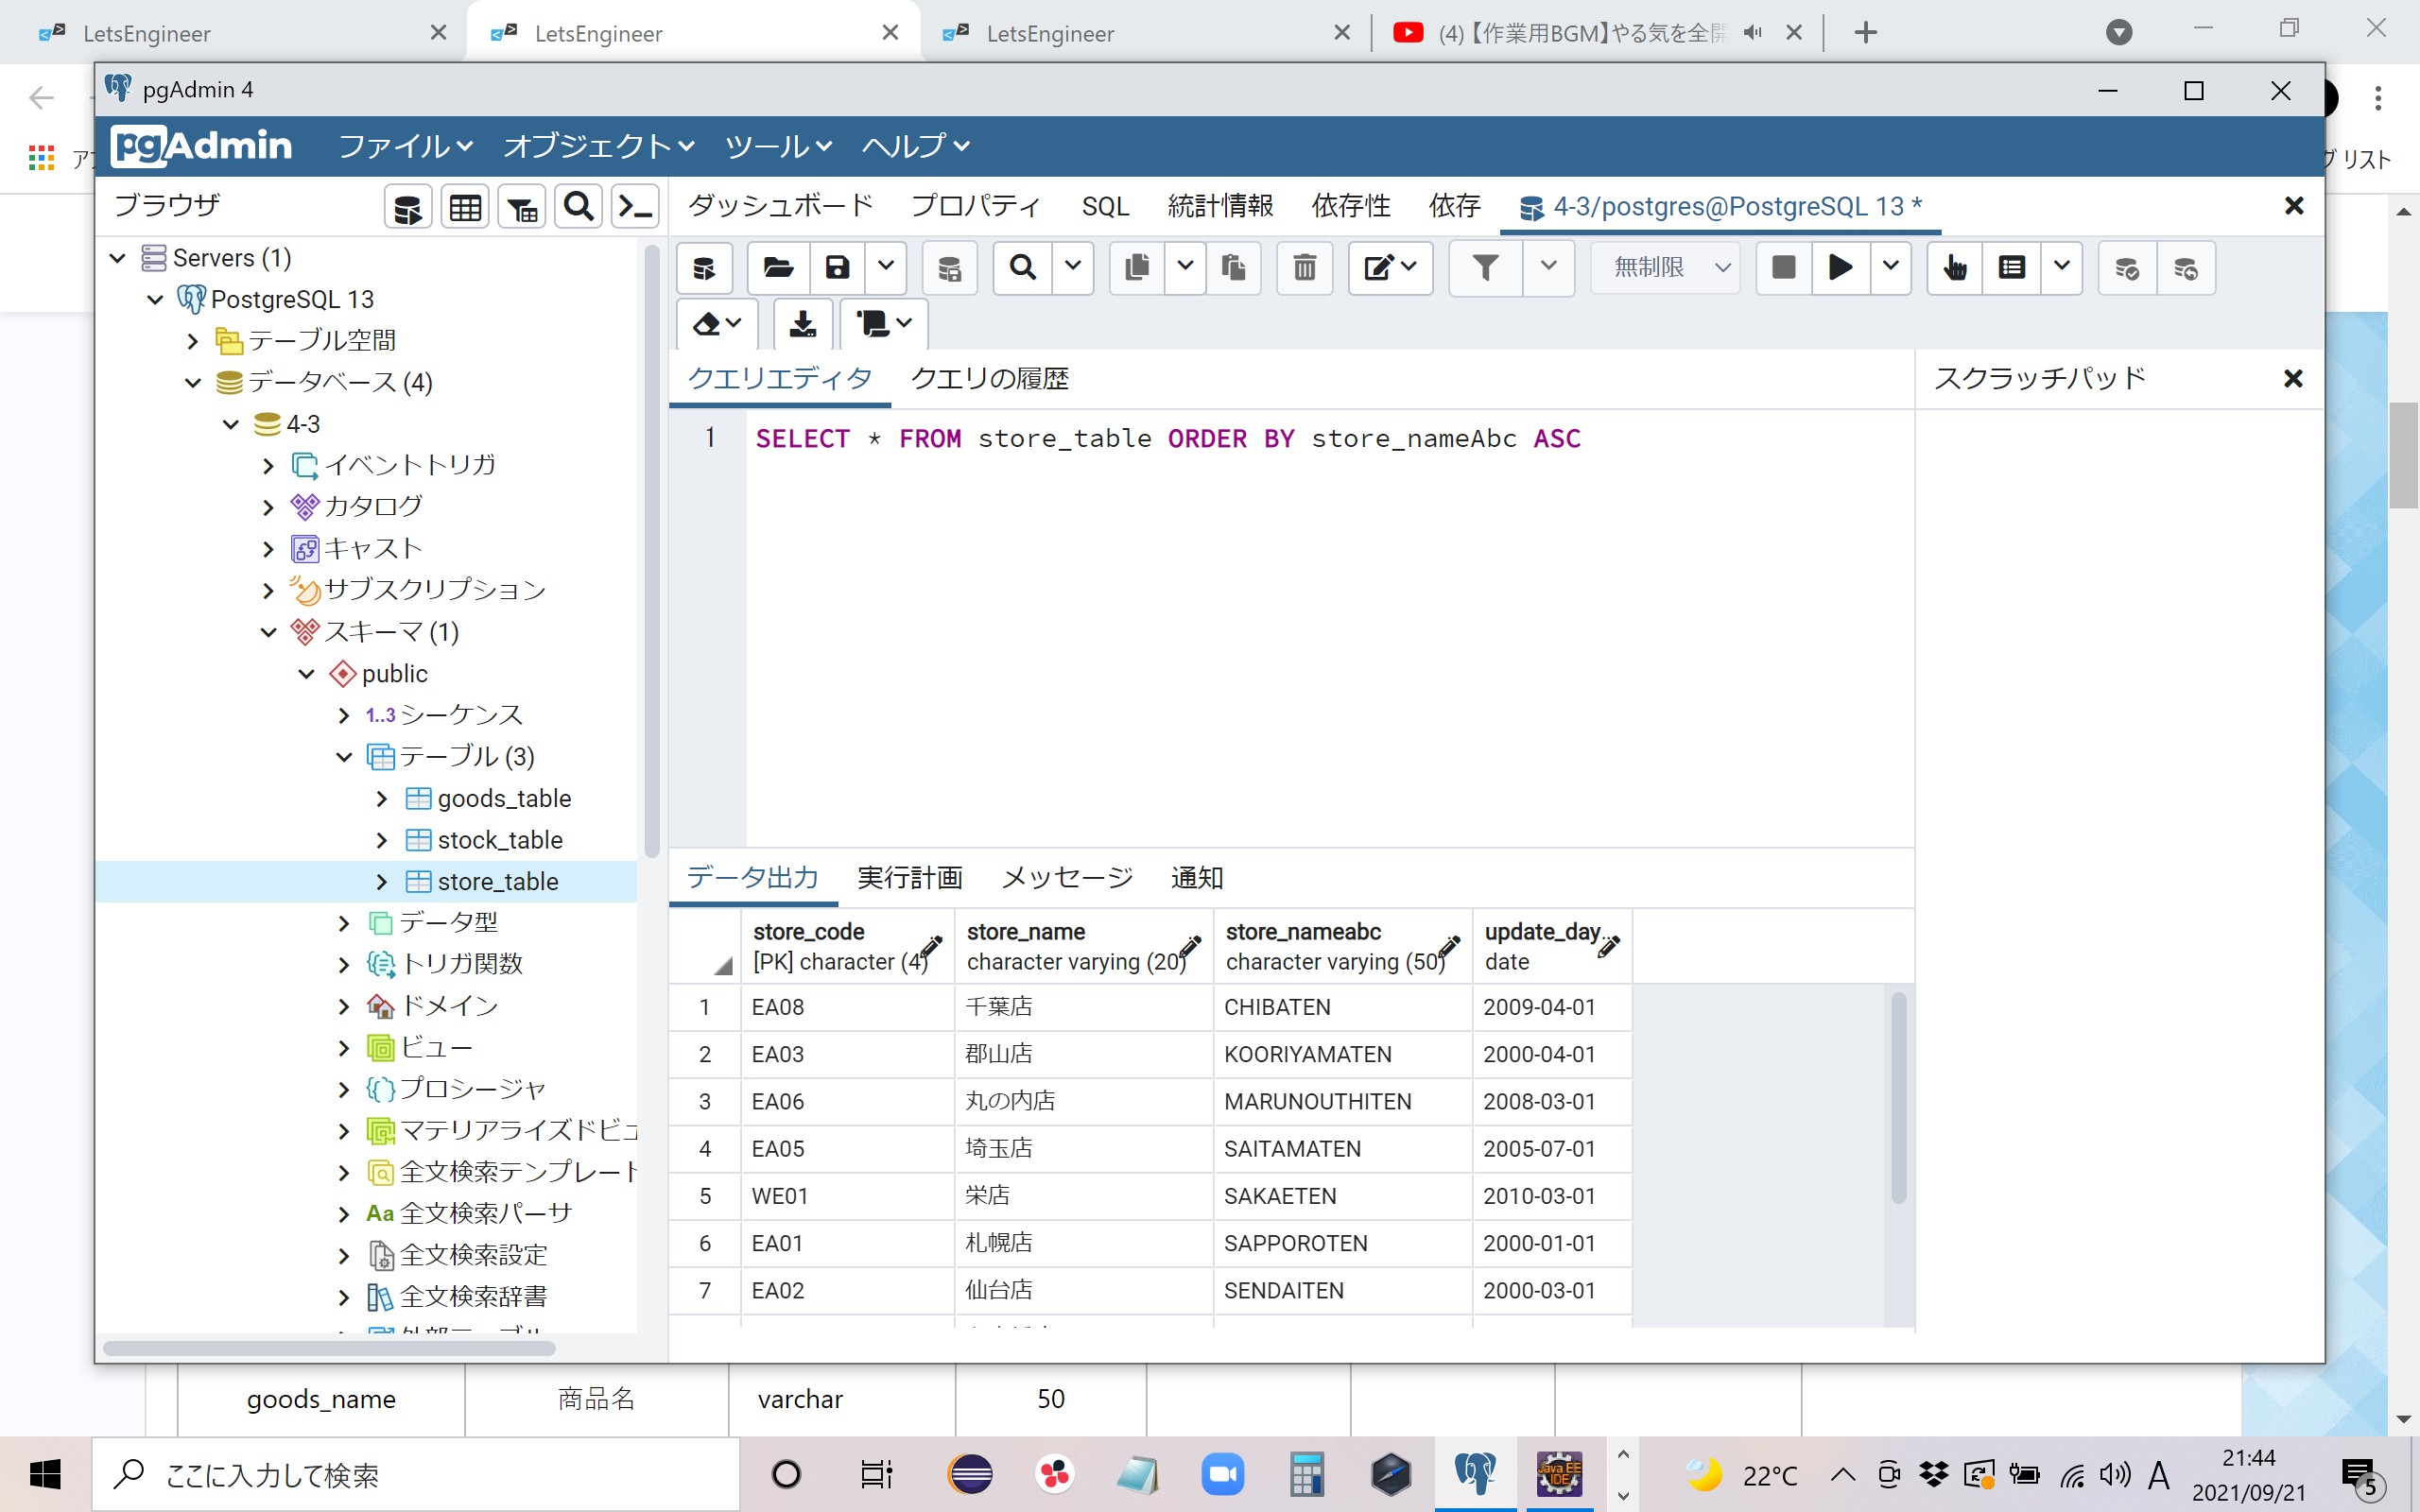 LetsEngineer
LetsEngineer
LetsEngineer
(4)【作業用BGM】やる気を全開
pgAdmin 4
pgAdmin
ファイル オブジェクト ツール ヘルプ
グ リスト
ブラウザ
ダッシュボード プロパティ SQL 統計情報 依存性 依存 4-3/postgres@PostgreSQL 13 *
Servers (1)
PostgreSQL 13
テーブル空間
データベース (4)
4-3
イベントトリガ
カタログ
キャスト
サブスクリプション
スキーマ (1)
public
1..3 シーケンス
テーブル (3)
goods_table
stock_table
store_table
データ型
トリガ関数
ドメイン
ビュー
プロシージャ
マテリアライズドビュ
全文検索テンプレート
Aa 全文検索パーサ
全文検索設定
全文検索辞書
無制限
クエリエディタ クエリの履歴
スクラッチパッド
1 SELECT * FROM store_table ORDER BY store_nameAbc ASC
データ出力 実行計画 メッセージ 通知
store_code store_name store_nameabc update_day...
[PK] character (4) character varying (20) character varying (50) date
1 EA08 千葉店 CHIBATEN 2009-04-01
2 EA03 郡山店 KOORIYAMATEN 2000-04-01
3 EA06 丸の内店 MARUNOUTHITEN 2008-03-01
4 EA05 埼玉店 SAITAMATEN 2005-07-01
5 WE01 栄店 SAKAETEN 2010-03-01
6 EA01 札幌店 SAPPOROTEN 2000-01-01
7 EA02 仙台店 SENDAITEN 2000-03-01
goods_name 商品名 varchar 50
ここに入力して検索
Java EE
IDE
22°C
A
21:44
2021/09/21
5